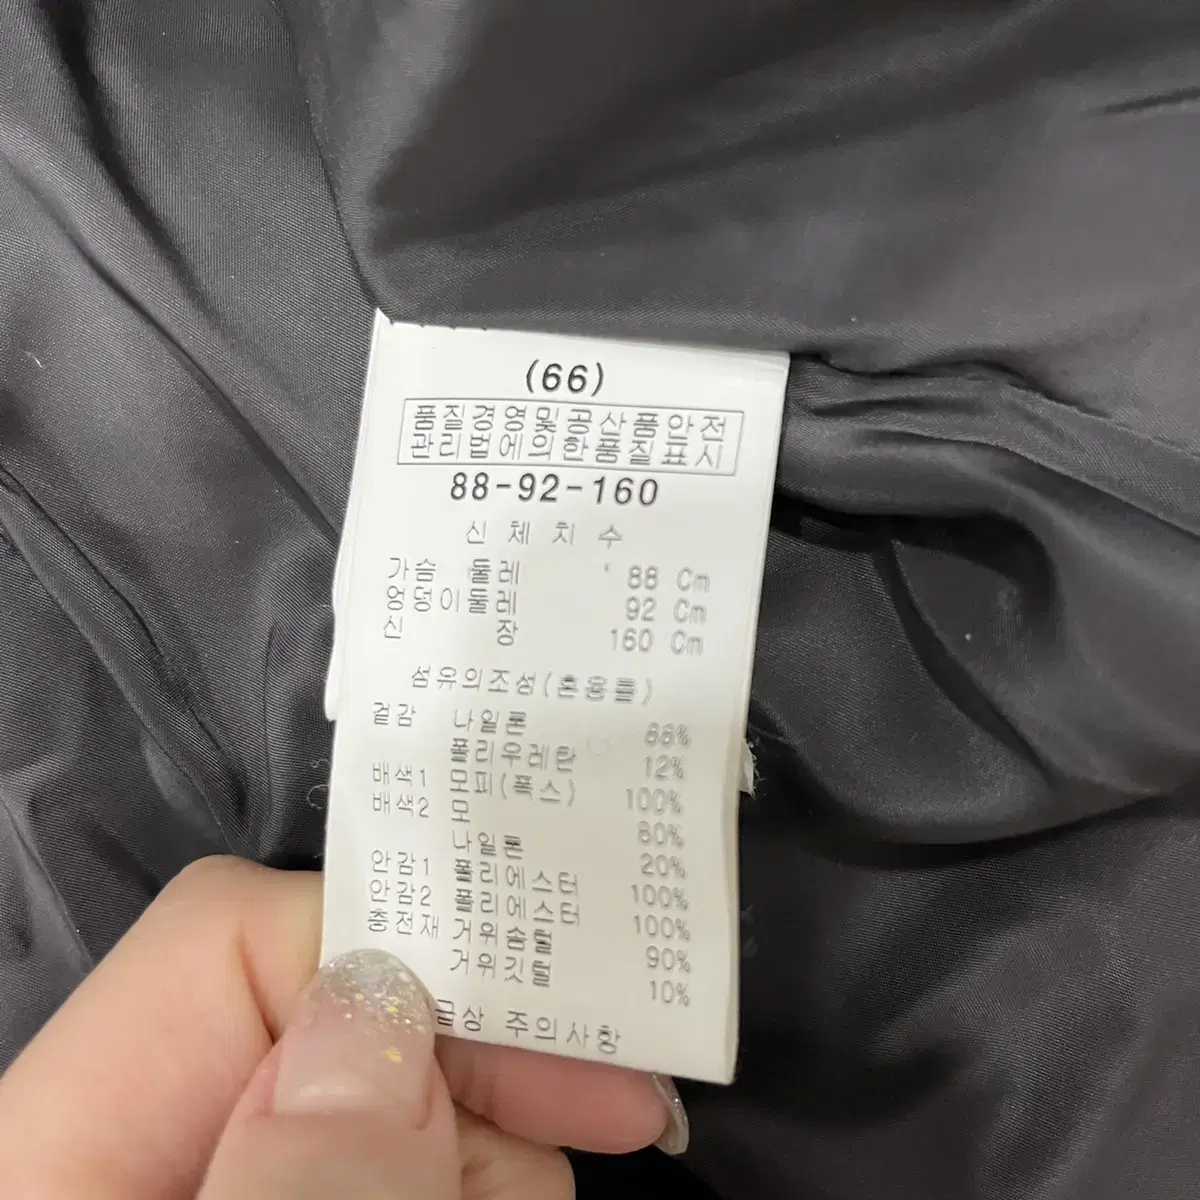 (66)
품질경영및공산품안전
관리법에의한품질표시
88-92-160
신체치수
가슴 둘레 88 Cm
엉덩이둘레 92 Cm
신 장 160 Cm
섬유의조성(혼용률)
겉감 나일론 88%
폴리우레탄 12%
배색1 모피(폭스) 100%
배색2 모 80%
나일론 20%
안감1 폴리에스터 100%
안감2 폴리에스터 100%
충전재 거위솜털 90%
거위깃털 10%
급상 주의사항